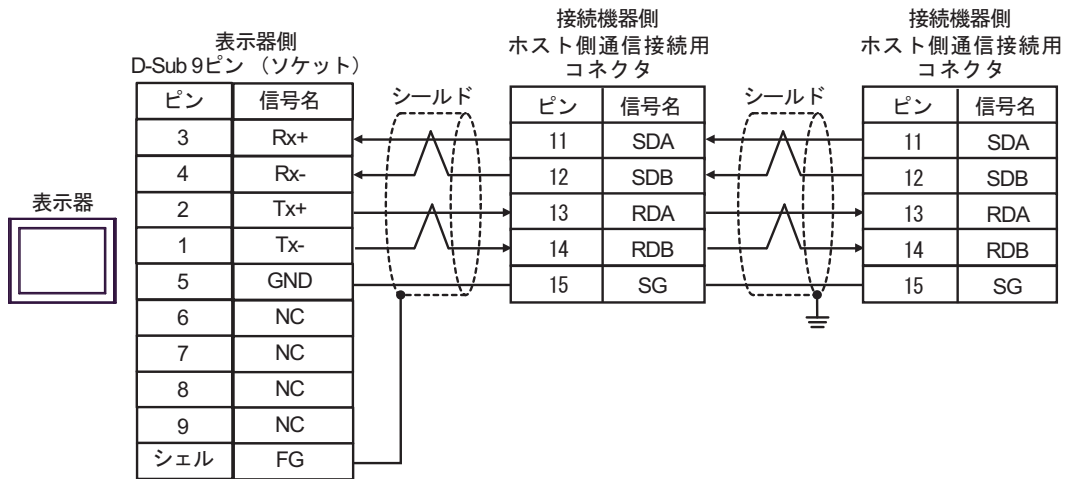 表示器
表示器側
D-Sub 9ピン （ソケット）
ピン 信号名
3 Rx+
4 Rx-
2 Tx+
1 Tx-
5 GND
6 NC
7 NC
8 NC
9 NC
シェル FG
シールド
接続機器側
ホスト側通信接続用
コネクタ
ピン 信号名
11 SDA
12 SDB
13 RDA
14 RDB
15 SG
シールド
接続機器側
ホスト側通信接続用
コネクタ
ピン 信号名
11 SDA
12 SDB
13 RDA
14 RDB
15 SG